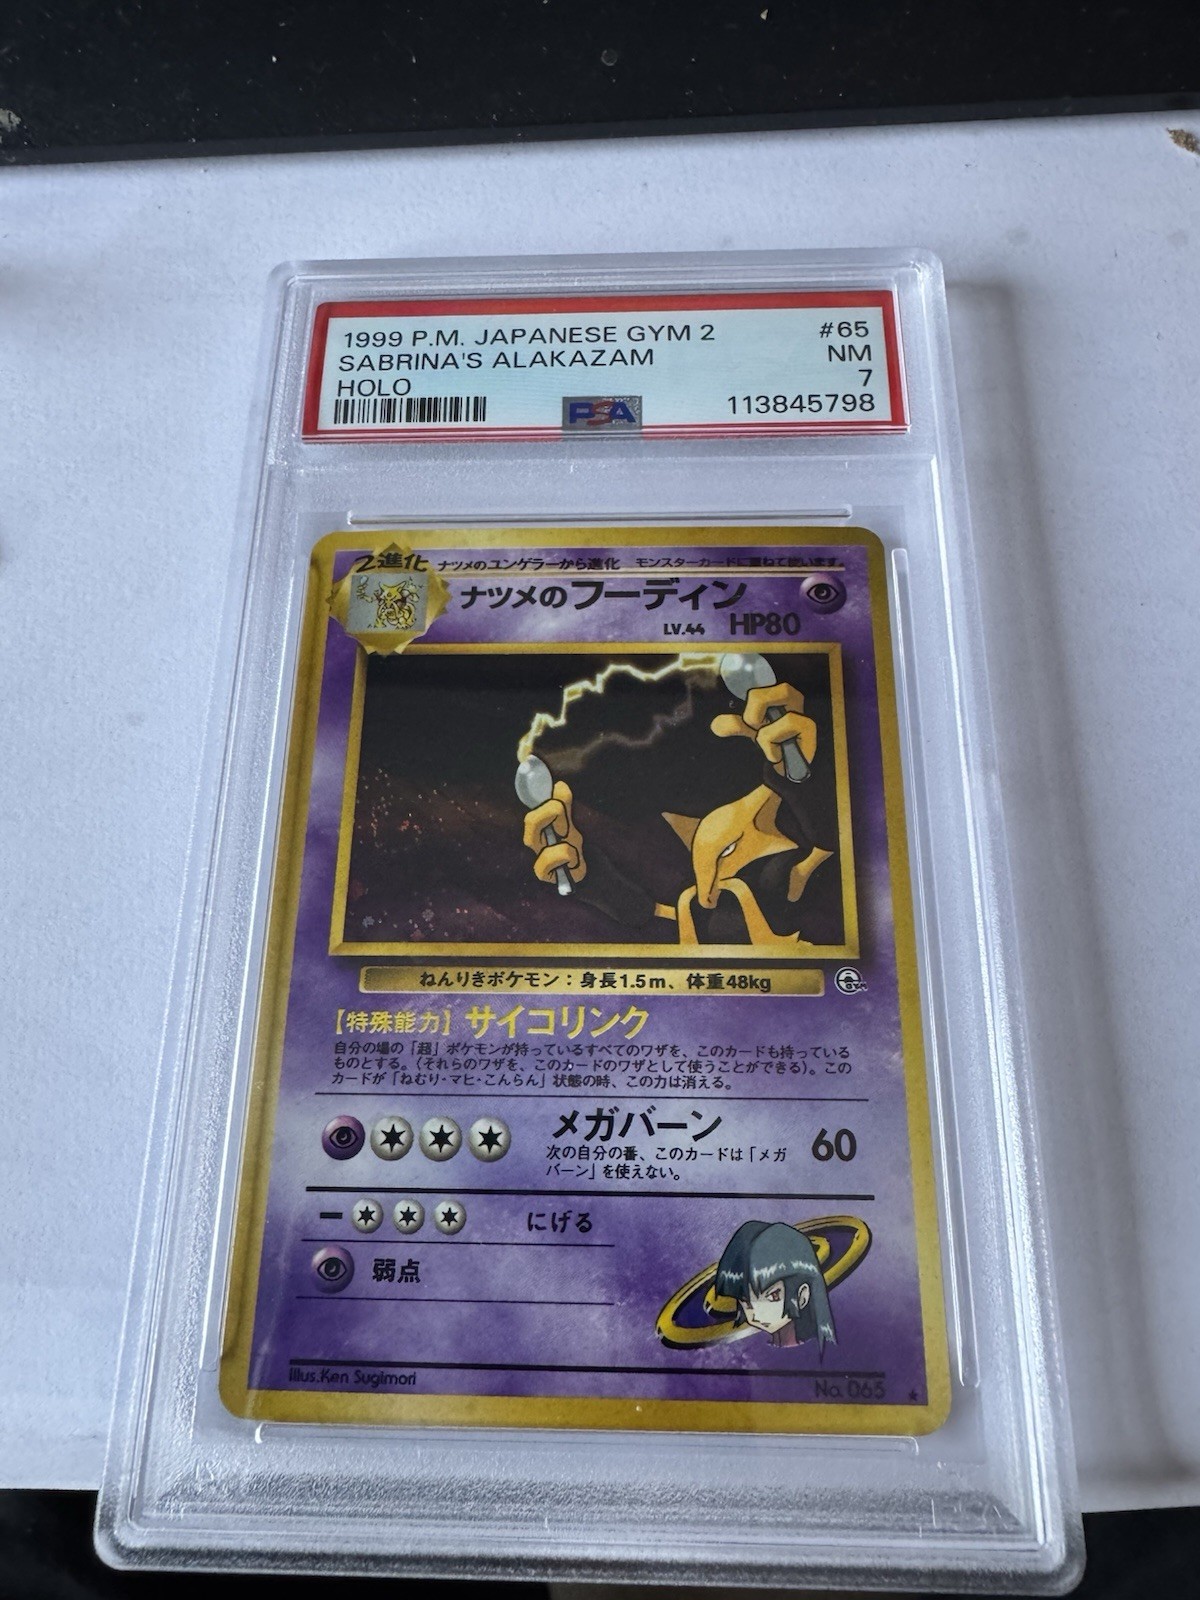 1999 P.M. JAPANESE GYM 2 #65
SABRINA'S ALAKAZAM NM
HOLO 7
PSA 113845798
2進化 ナツメのユンゲラーから進化 モンスターカードに重ねて使います。
ナツメのフーディン
LV.44 HP80
ねんりきポケモン：身長1.5m、体重48kg
GYM
【特殊能力】サイコリンク
自分の場の「超」ポケモンが持っているすべてのワザを、このカードも持っている
ものとする。（それらのワザを、このカードのワザとして使うことができる）。この
カードが「ねむり・マヒ・こんらん」状態の時、この力は消える。
メガバーン 60
次の自分の番、このカードは「メガ
バーン」を使えない。
にげる
弱点
Illus.Ken Sugimori No. 065 ★